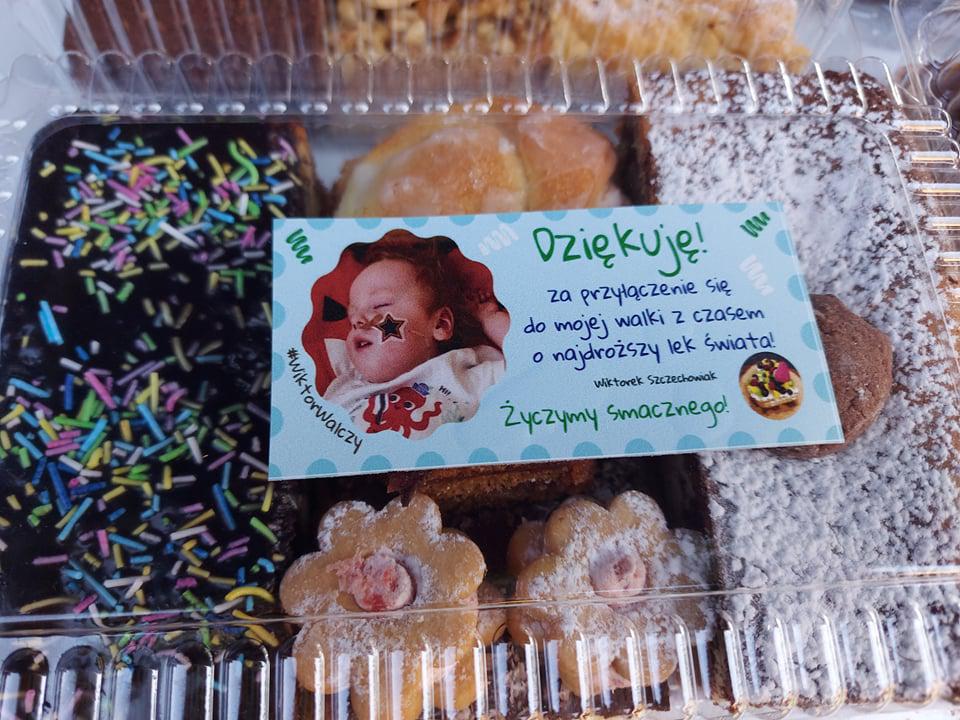 Dziękuję!
za przyłączenie się
do mojej walki z czasem
o najdroższy lek świata!
Wiktorek Szczechowiak
Życzymy smacznego!
#WiktorWalczy